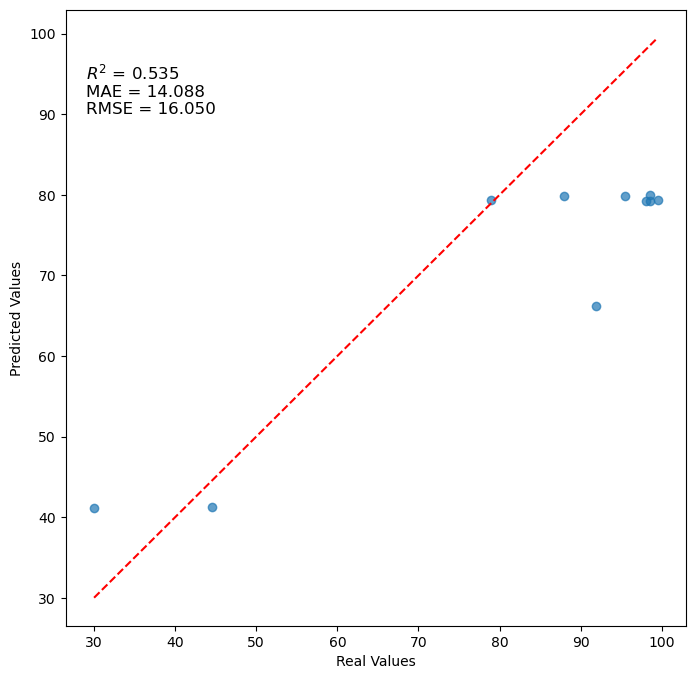 100
90
80
70
60
50
40
30
Predicted Values
R² = 0.535
MAE = 14.088
RMSE = 16.050
30 40 50 60 70 80 90 100
Real Values